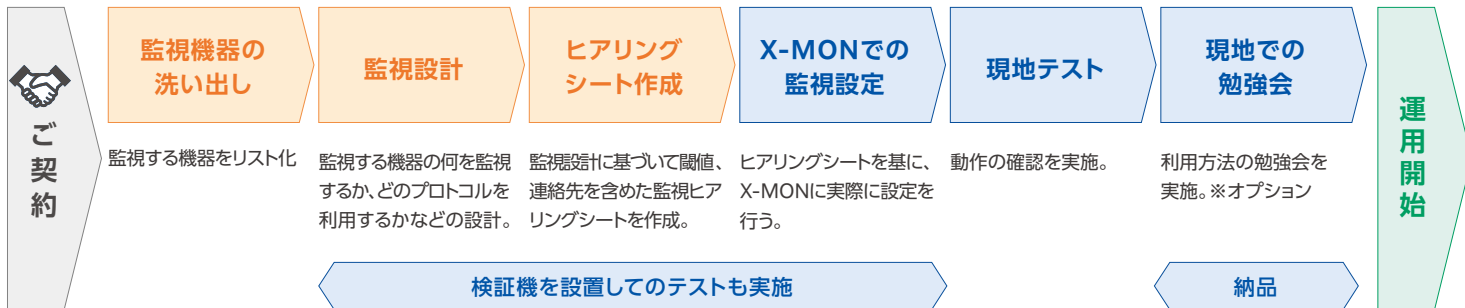 ご契約
監視機器の
洗い出し
監視する機器をリスト化
監視設計
監視する機器の何を監視
するか、どのプロトコルを
利用するかなどの設計。
ヒアリング
シート作成
監視設計に基づいて閾値、
連絡先を含めた監視ヒア
リングシートを作成。
X-MONでの
監視設定
ヒアリングシートを基に、
X-MONに実際に設定を
行う。
現地テスト
動作の確認を実施。
現地での
勉強会
利用方法の勉強会を
実施。※オプション
検証機を設置してのテストも実施
納品
運用開始